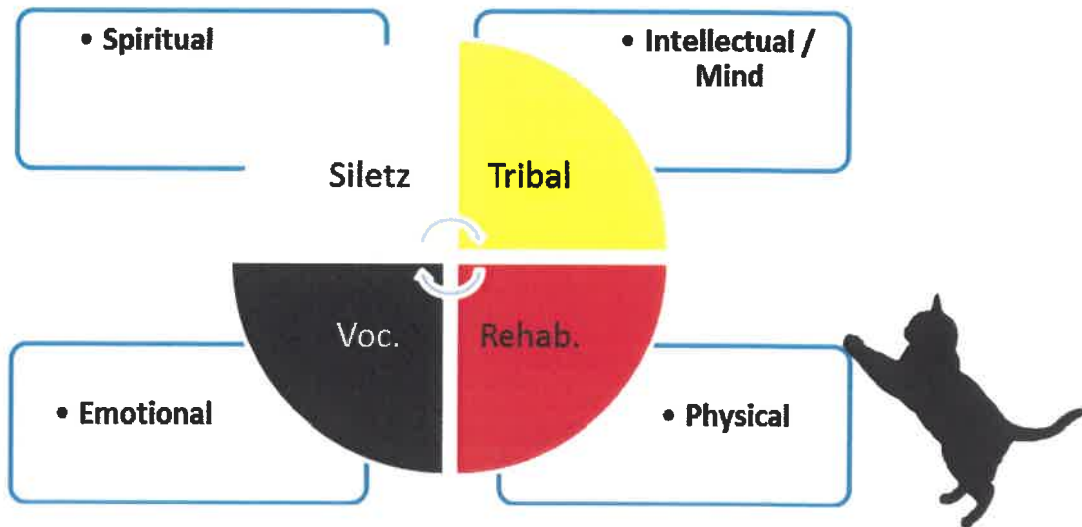 • Spiritual
• Intellectual /
Mind
Siletz
Tribal
Voc.
Rehab.
• Emotional
• Physical